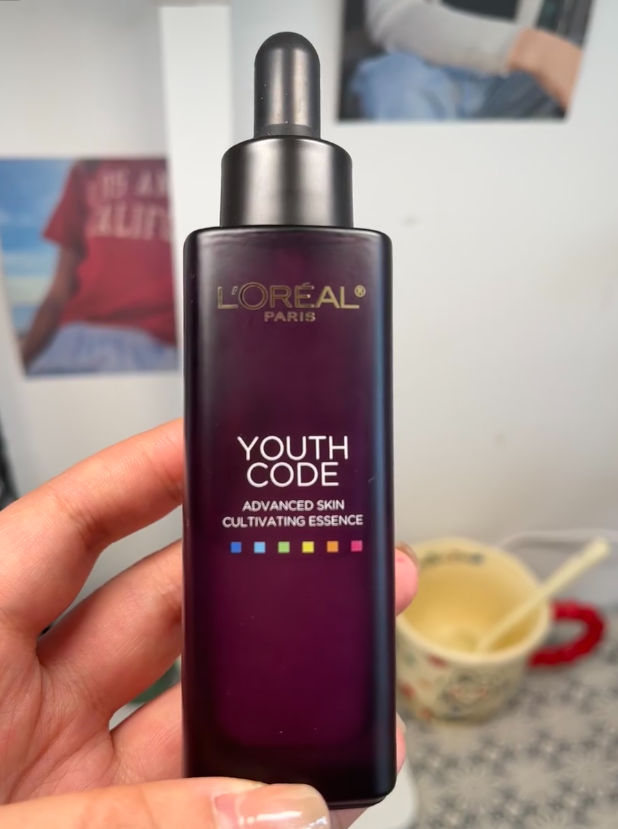 L'ORÉAL®
PARIS
YOUTH
CODE
ADVANCED SKIN
CULTIVATING ESSENCE